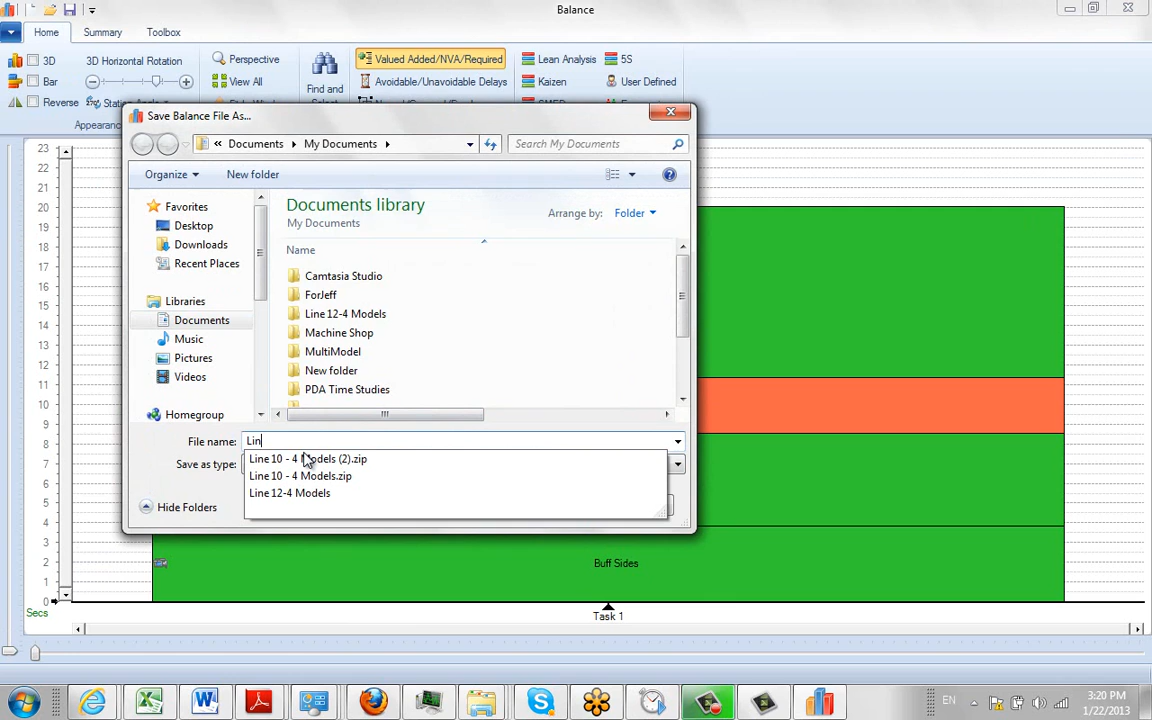 Balance
Home Summary Toolbox
3D 3D Horizontal Rotation Perspective Valued Added/NVA/Required Lean Analysis 5S
Bar View All Find and Avoidable/Unavoidable Delays Kaizen User Defined
Reverse
Save Balance File As...
« Documents My Documents Search My Documents
Organize New folder
Favorites
Desktop
Downloads
Recent Places
Libraries
Documents
Music
Pictures
Videos
Homegroup
Documents library
My Documents
Arrange by: Folder
Name
Camtasia Studio
ForJeff
Line 12-4 Models
Machine Shop
MultiModel
New folder
PDA Time Studies
File name: Lin
Save as type:
Line 10 - 4 Models (2).zip
Line 10 - 4 Models.zip
Line 12-4 Models
Hide Folders
23
22
21
20
19
18
17
16
15
14
13
12
11
10
9
8
7
6
5
4
3
2
1
0
Secs
Buff Sides
Task 1
EN
3:20 PM
1/22/2013